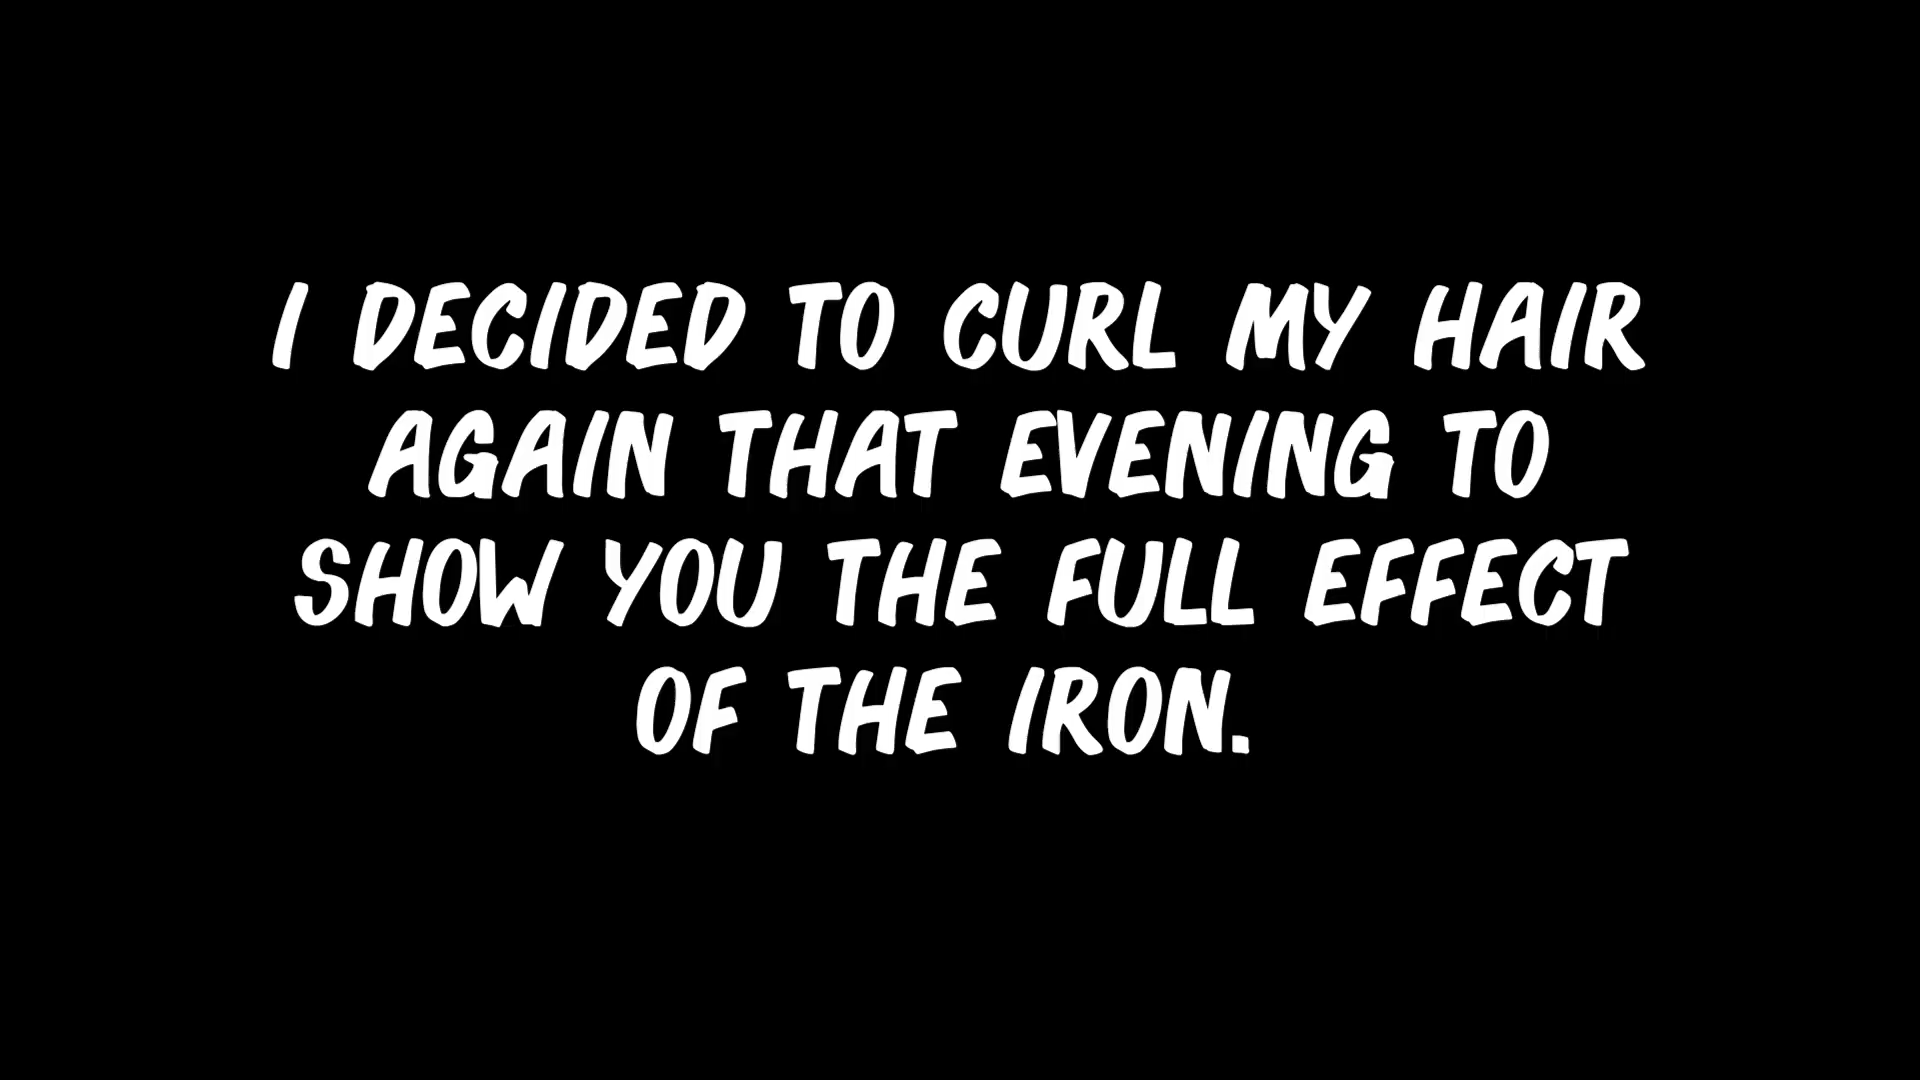 I DECIDED TO CURL MY HAIR
AGAIN THAT EVENING TO
SHOW YOU THE FULL EFFECT
OF THE IRON.